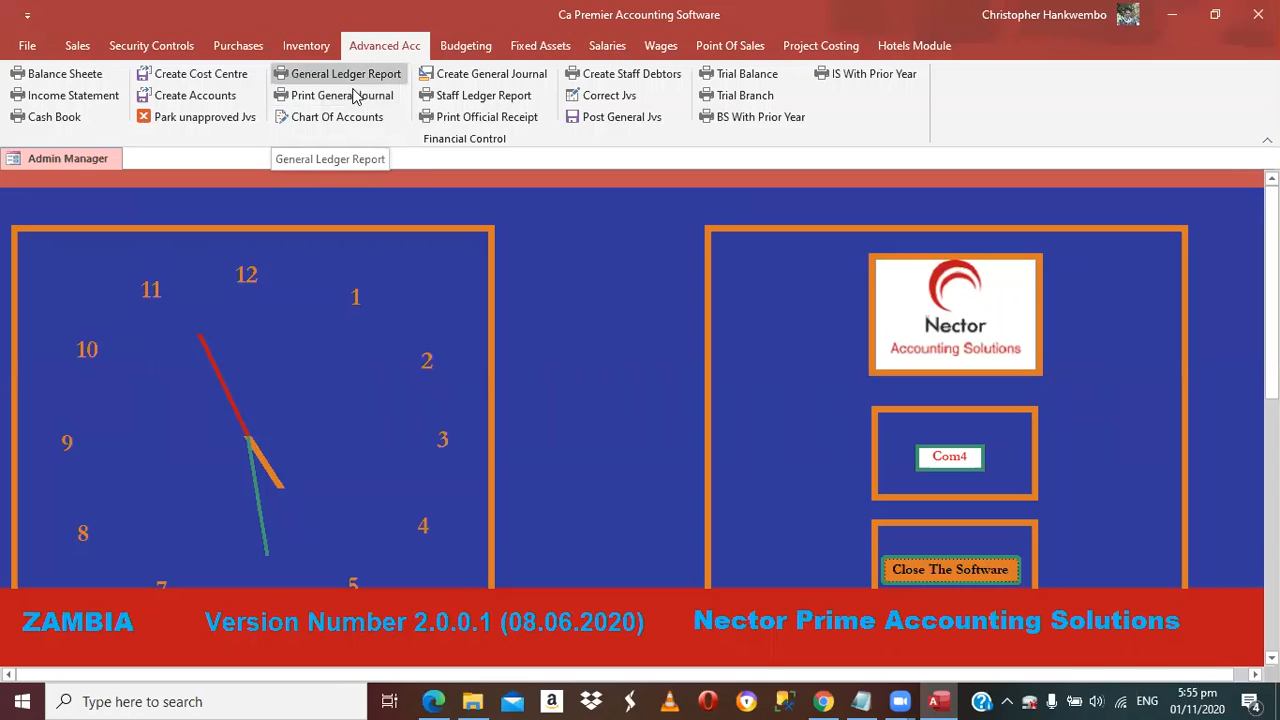 Ca Premier Accounting Software
Christopher Hankwembo
File Sales Security Controls Purchases Inventory Advanced Acc Budgeting Fixed Assets Salaries Wages Point Of Sales Project Costing Hotels Module
Balance Sheete Create Cost Centre General Ledger Report Create General Journal Create Staff Debtors Trial Balance IS With Prior Year
Income Statement Create Accounts Print General Journal Staff Ledger Report Correct Jvs Trial Branch
Cash Book Park unapproved Jvs Chart Of Accounts Print Official Receipt Post General Jvs BS With Prior Year
Financial Control
Admin Manager
General Ledger Report
12
11
1
10
2
9
3
8
4
7
5
Nector
Accounting Solutions
Com4
Close The Software
ZAMBIA Version Number 2.0.0.1 (08.06.2020) Nector Prime Accounting Solutions
Type here to search
ENG
5:55 pm
01/11/2020
4